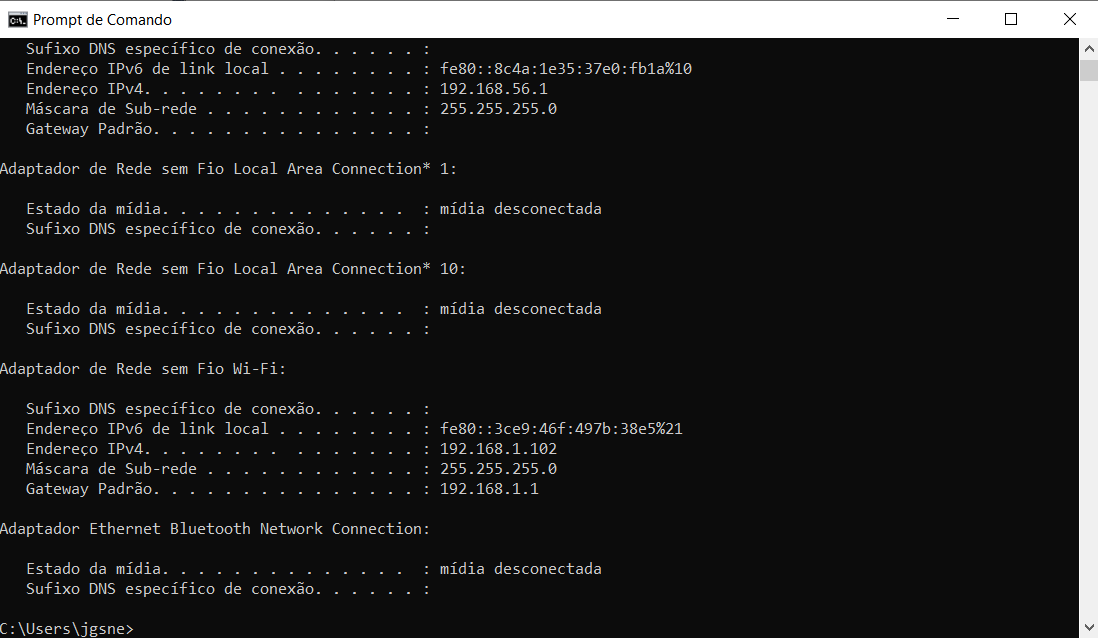 Prompt de Comando
   Sufixo DNS específico de conexão. . . . . . :
   Endereço IPv6 de link local . . . . . . . . : fe80::8c4a:1e35:37e0:fb1a%10
   Endereço IPv4. . . . . . . .  . . . . . . . : 192.168.56.1
   Máscara de Sub-rede . . . . . . . . . . . . : 255.255.255.0
   Gateway Padrão. . . . . . . . . . . . . . . :
Adaptador de Rede sem Fio Local Area Connection* 1:
   Estado da mídia. . . . . . . . . . . . . .  : mídia desconectada
   Sufixo DNS específico de conexão. . . . . . :
Adaptador de Rede sem Fio Local Area Connection* 10:
   Estado da mídia. . . . . . . . . . . . . .  : mídia desconectada
   Sufixo DNS específico de conexão. . . . . . :
Adaptador de Rede sem Fio Wi-Fi:
   Sufixo DNS específico de conexão. . . . . . :
   Endereço IPv6 de link local . . . . . . . . : fe80::3ce9:46f:497b:38e5%21
   Endereço IPv4. . . . . . . .  . . . . . . . : 192.168.1.102
   Máscara de Sub-rede . . . . . . . . . . . . : 255.255.255.0
   Gateway Padrão. . . . . . . . . . . . . . . : 192.168.1.1
Adaptador Ethernet Bluetooth Network Connection:
   Estado da mídia. . . . . . . . . . . . . .  : mídia desconectada
   Sufixo DNS específico de conexão. . . . . . :
C:\Users\jgsne>